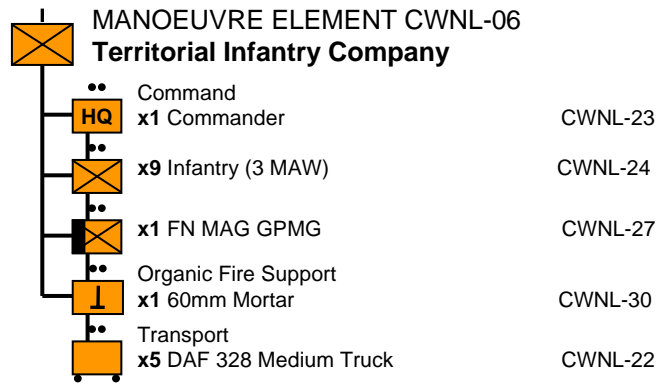 MANOEUVRE ELEMENT CWNL-06
Territorial Infantry Company
Command
HQ x1 Commander CWNL-23
x9 Infantry (3 MAW) CWNL-24
x1 FN MAG GPMG CWNL-27
Organic Fire Support
x1 60mm Mortar CWNL-30
Transport
x5 DAF 328 Medium Truck CWNL-22